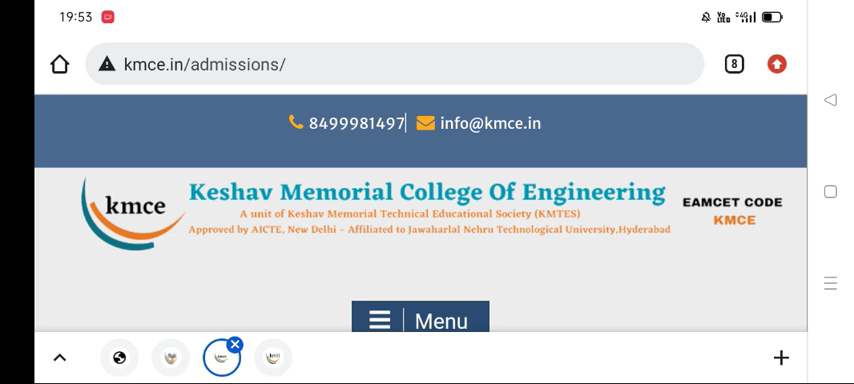 19:53
kmce.in/admissions/
8
8499981497 info@kmce.in
kmce
Keshav Memorial College Of Engineering
A unit of Keshav Memorial Technical Educational Society (KMTES)
Approved by AICTE, New Delhi – Affiliated to Jawaharlal Nehru Technological University,Hyderabad
EAMCET CODE
KMCE
Menu